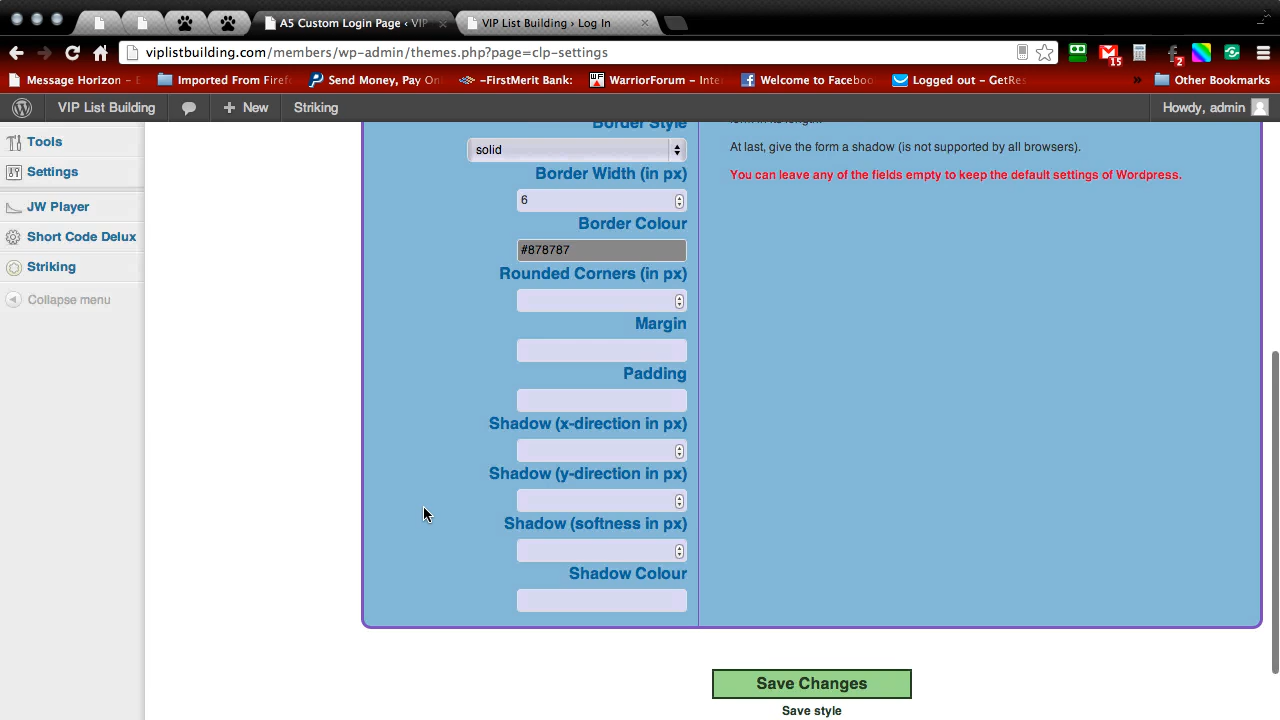 A5 Custom Login Page ‹ VIP
VIP List Building › Log In
viplistbuilding.com/members/wp-admin/themes.php?page=clp-settings
15
2
Message Horizon - E
Imported From Firef
Send Money, Pay On
–FirstMerit Bank:
WarriorForum – Inte
Welcome to Faceboo
Logged out – GetRes
»
Other Bookmarks
VIP List Building
New
Striking
Howdy, admin
Tools
Settings
JW Player
Short Code Delux
Striking
Collapse menu
Border Style
solid
Border Width (in px)
6
Border Colour
#878787
Rounded Corners (in px)
Margin
Padding
Shadow (x-direction in px)
Shadow (y-direction in px)
Shadow (softness in px)
Shadow Colour
form in its length.
At last, give the form a shadow (is not supported by all browsers).
You can leave any of the fields empty to keep the default settings of Wordpress.
Save Changes
Save style